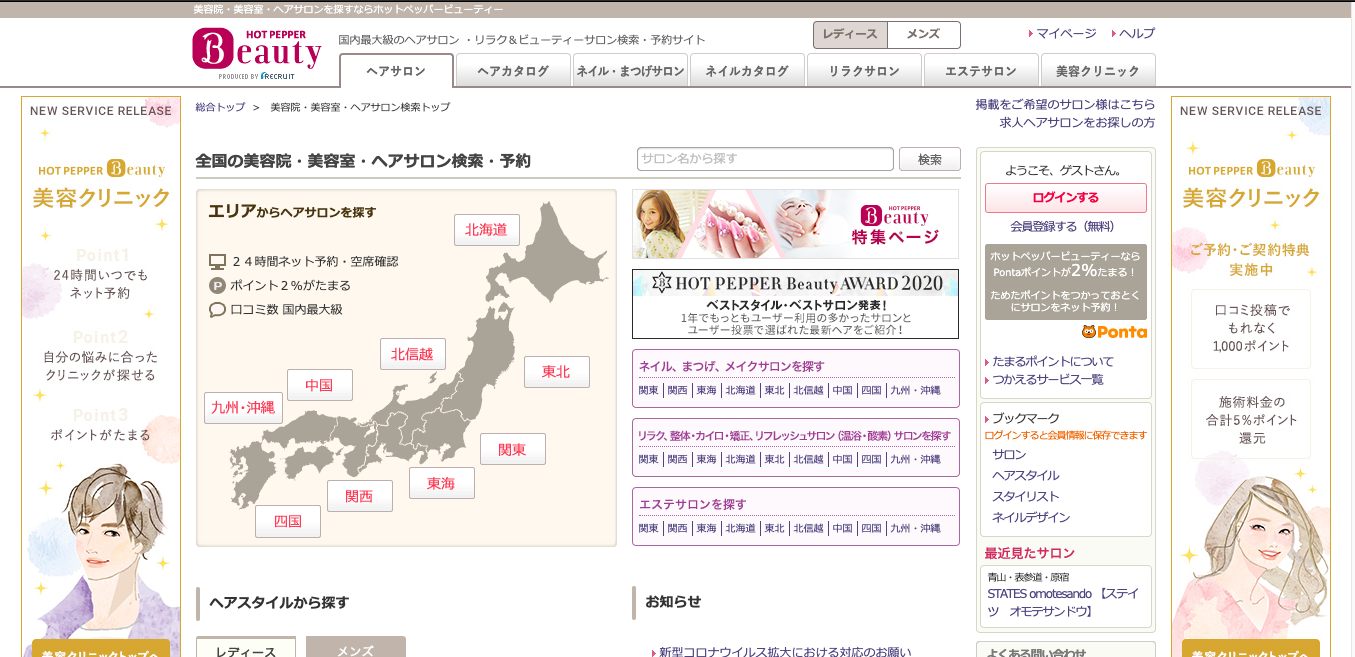 美容院・美容室・ヘアサロンを探すならホットペッパービューティー
HOT PEPPER
Beauty
PRODUCED BY RECRUIT
国内最大級のヘアサロン ・リラク＆ビューティーサロン検索・予約サイト
レディース
メンズ
マイページ
ヘルプ
ヘアサロン
ヘアカタログ
ネイル・まつげサロン
ネイルカタログ
リラクサロン
エステサロン
美容クリニック
NEW SERVICE RELEASE
HOT PEPPER Beauty
美容クリニック
Point1
24時間いつでも
ネット予約
Point2
自分の悩みに合った
クリニックが探せる
Point3
ポイントがたまる
美容クリニックトップへ
総合トップ > 美容院・美容室・ヘアサロン検索トップ
全国の美容院・美容室・ヘアサロン検索・予約
サロン名から探す
検索
エリアからヘアサロンを探す
２４時間ネット予約・空席確認
P ポイント２％がたまる
口コミ数 国内最大級
北海道
北信越
東北
中国
九州・沖縄
関東
東海
関西
四国
HOT PEPPER
Beauty
特集ページ
HOT PEPPER Beauty AWARD 2020
ベストスタイル・ベストサロン発表！
1年でもっともユーザー利用の多かったサロンと
ユーザー投票で選ばれた最新ヘアをご紹介！
ネイル、まつげ、メイクサロンを探す
関東 関西 東海 北海道 東北 北信越 中国 四国 九州・沖縄
リラク、整体・カイロ・矯正、リフレッシュサロン（温浴・酸素）サロンを探す
関東 関西 東海 北海道 東北 北信越 中国 四国 九州・沖縄
エステサロンを探す
関東 関西 東海 北海道 東北 北信越 中国 四国 九州・沖縄
ヘアスタイルから探す
レディース
メンズ
お知らせ
新型コロナウイルス拡大における対応のお願い
掲載をご希望のサロン様はこちら
求人ヘアサロンをお探しの方
ようこそ、ゲストさん。
ログインする
会員登録する（無料）
ホットペッパービューティーなら
Pontaポイントが2%たまる！
ためたポイントをつかっておとく
にサロンをネット予約！
Ponta
たまるポイントについて
つかえるサービス一覧
ブックマーク
ログインすると会員情報に保存できます
サロン
ヘアスタイル
スタイリスト
ネイルデザイン
最近見たサロン
青山・表参道・原宿
STATES omotesando 【ステイ
ツ　オモテサンドウ】
よくある問い合わせ
NEW SERVICE RELEASE
HOT PEPPER Beauty
美容クリニック
ご予約・ご契約特典
実施中
口コミ投稿で
もれなく
1,000ポイント
施術料金の
合計5%ポイント
還元
美容クリニックトップへ